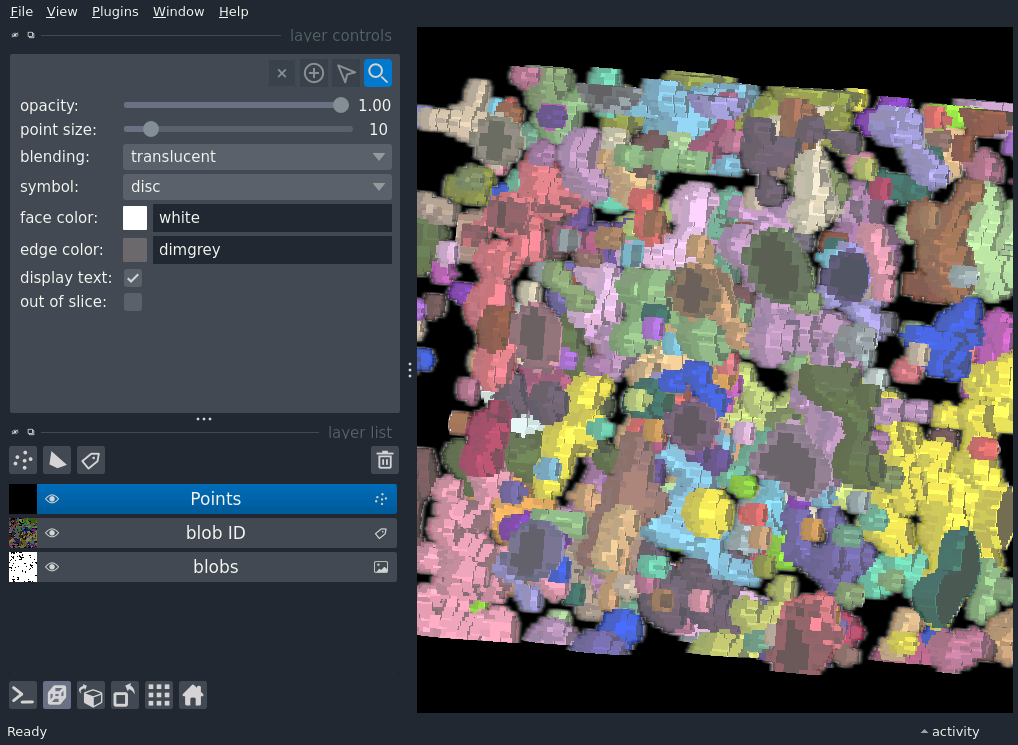 File View Plugins Window Help
layer controls
opacity: 1.00
point size: 10
blending: translucent
symbol: disc
face color: white
edge color: dimgrey
display text:
out of slice:
layer list
Points
blob ID
blobs
Ready activity